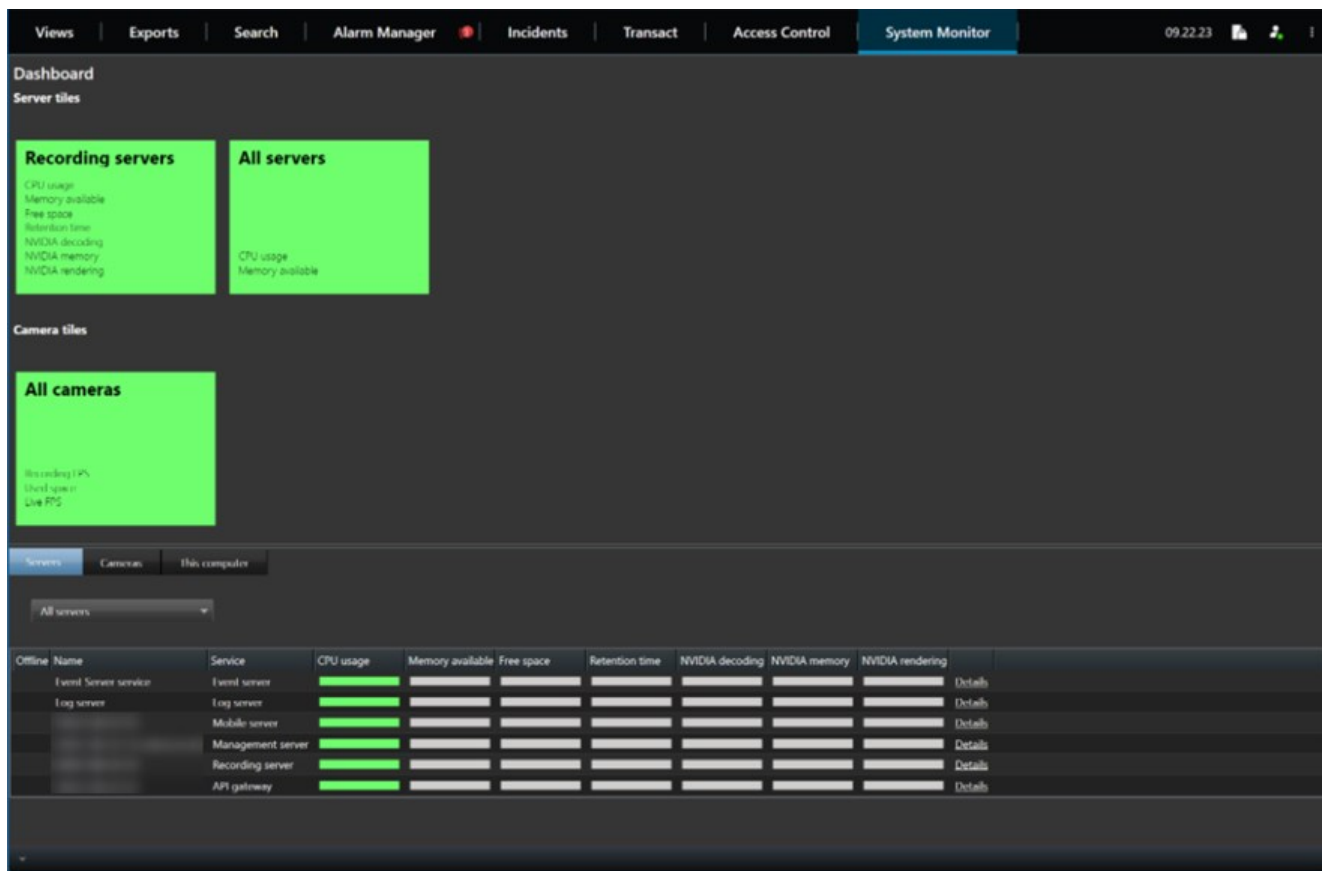 Views Exports Search Alarm Manager Incidents Transact Access Control System Monitor 09.22.23
Dashboard
Server tiles
Recording servers
CPU usage
Memory available
Free space
Retention time
NVIDIA decoding
NVIDIA memory
NVIDIA rendering
All servers
CPU usage
Memory available
Camera tiles
All cameras
Recording FPS
Used space
Live FPS
Servers Cameras This computer
All servers
Offline Name Service CPU usage Memory available Free space Retention time NVIDIA decoding NVIDIA memory NVIDIA rendering
Event Server service Event server Details
Log server Log server Details
Mobile server Details
Management server Details
Recording server Details
API gateway Details